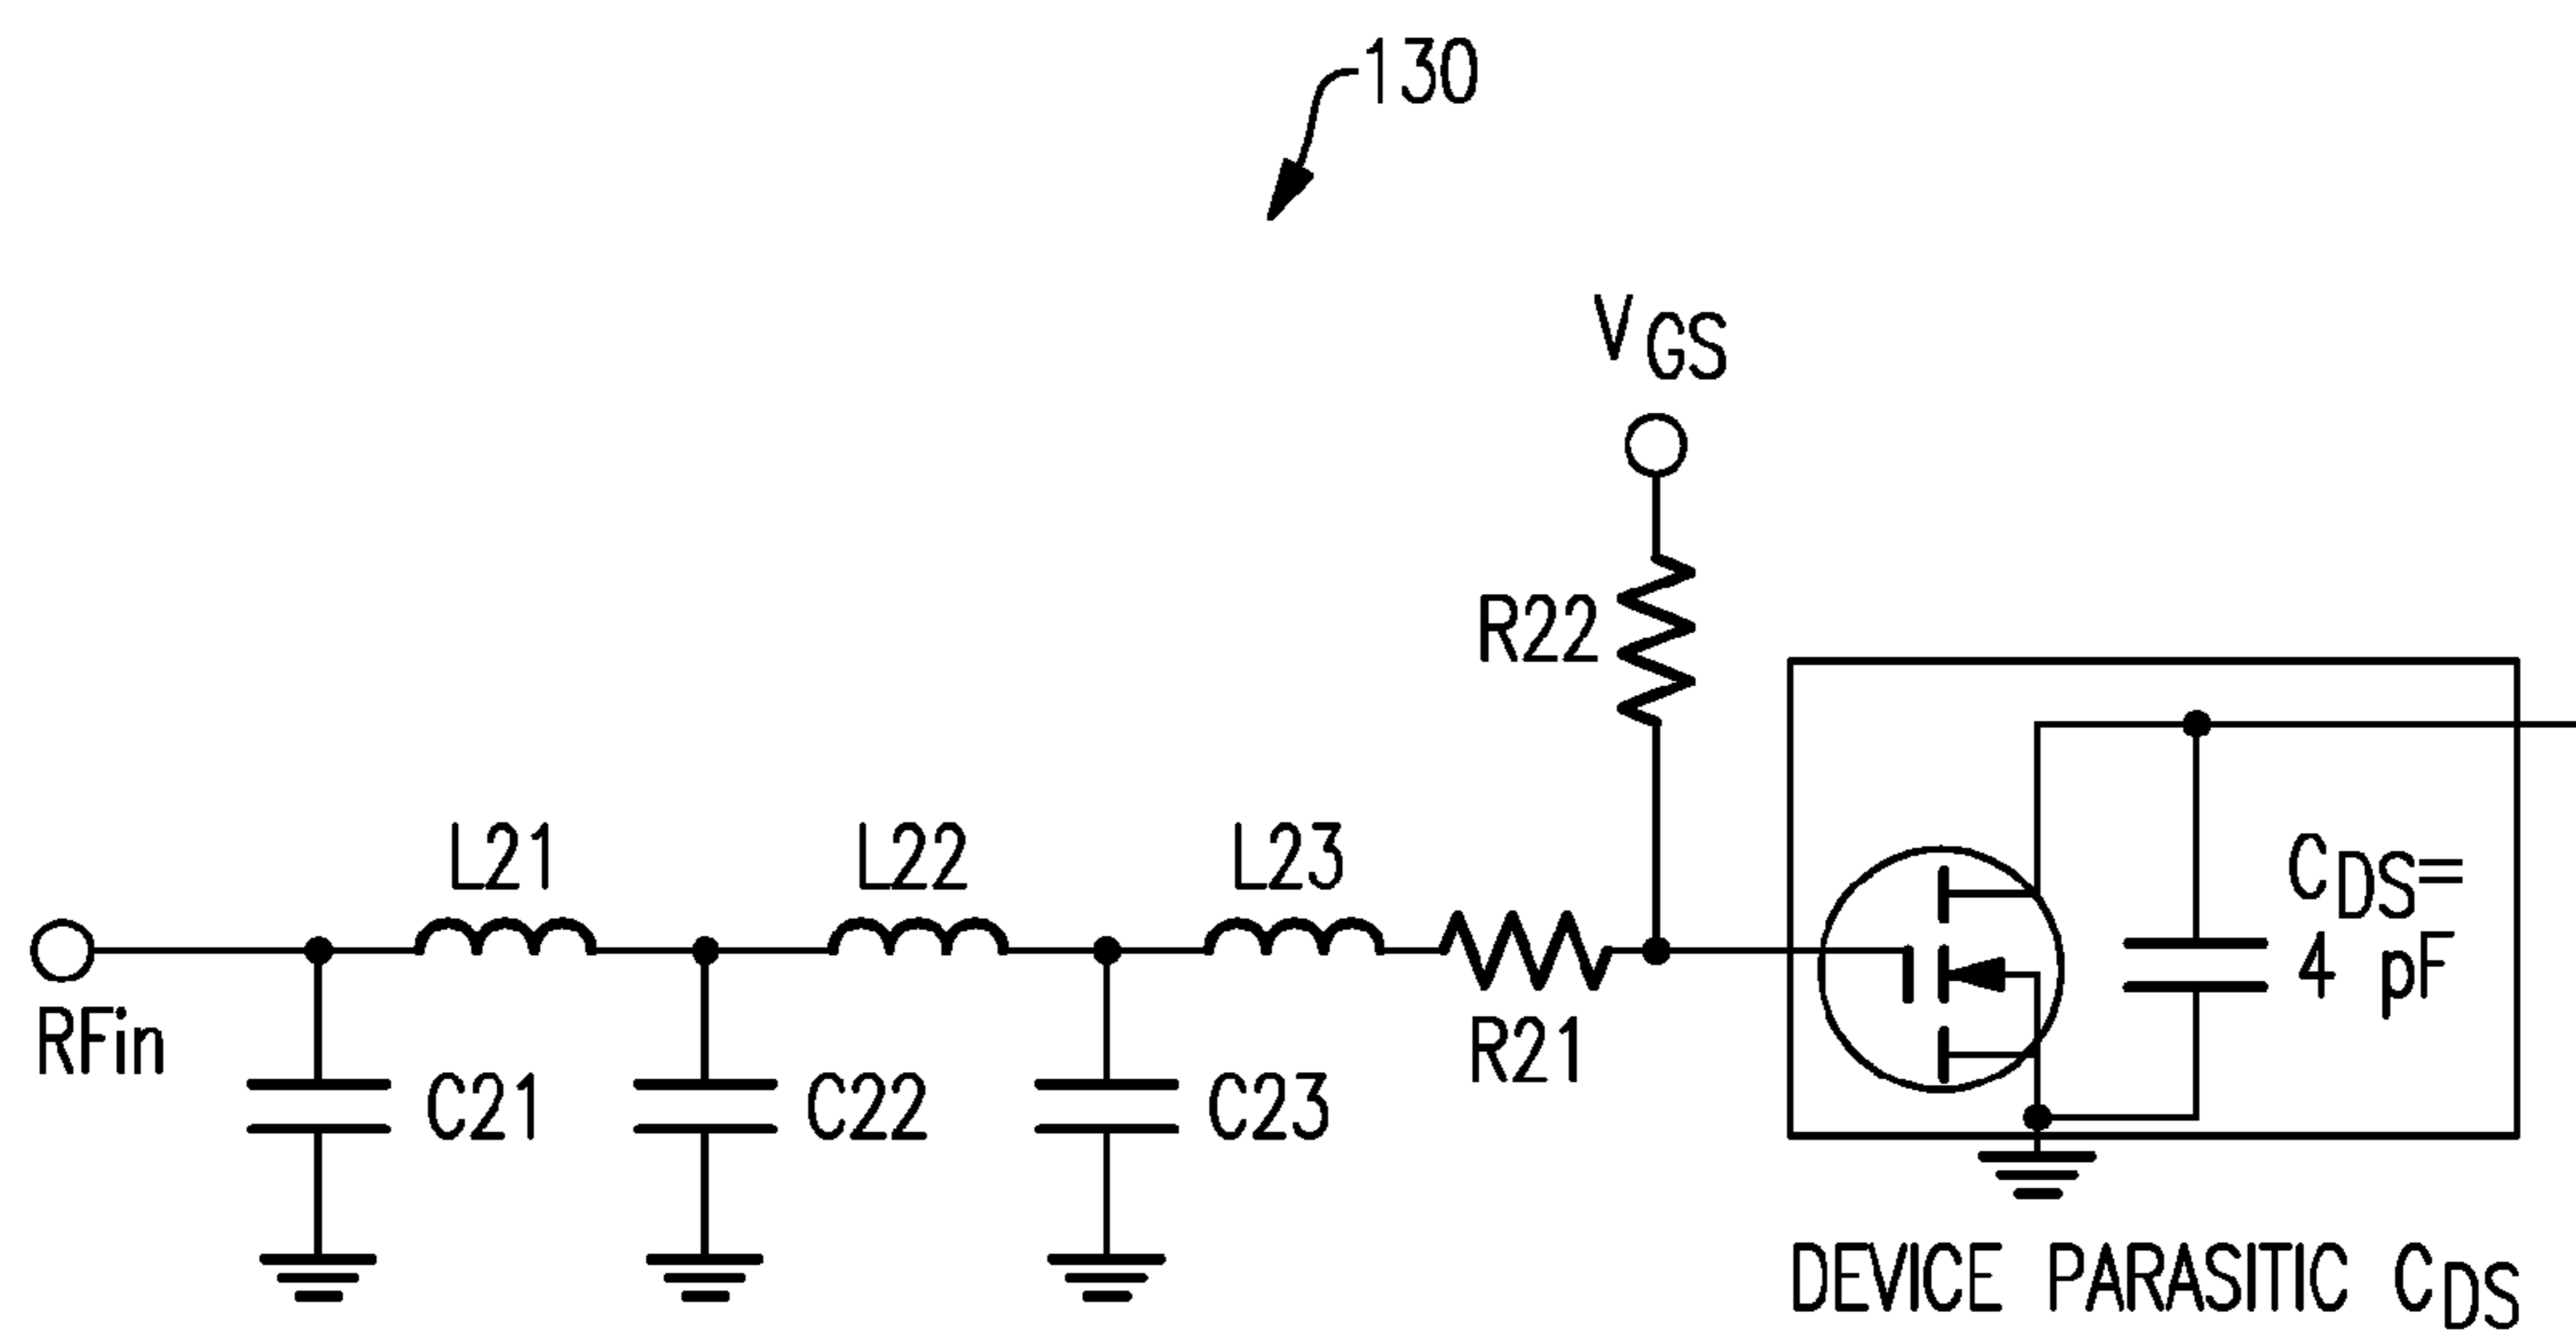 130
VGS
R22
L21
L22
L23
CDS=
4 pF
RFin
R21
C21
C22
C23
DEVICE PARASITIC CDS